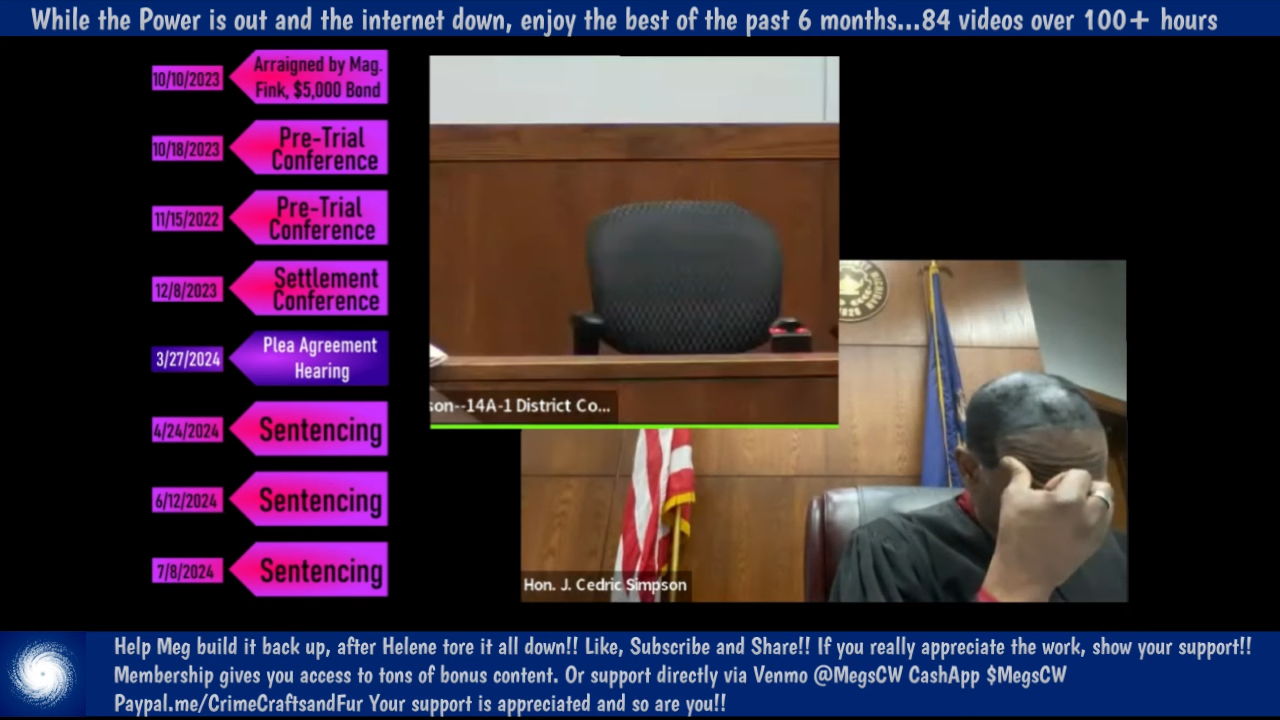 While the Power is out and the internet down, enjoy the best of the past 6 months...84 videos over 100+ hours
10/10/2023
Arraigned by Mag.
Fink, $5,000 Bond
10/18/2023
Pre-Trial
Conference
11/15/2022
Pre-Trial
Conference
12/8/2023
Settlement
Conference
3/27/2024
Plea Agreement
Hearing
4/24/2024
Sentencing
6/12/2024
Sentencing
7/8/2024
Sentencing
son--14A-1 District Co...
Hon. J. Cedric Simpson
Help Meg build it back up, after Helene tore it all down!! Like, Subscribe and Share!! If you really appreciate the work, show your support!!
Membership gives you access to tons of bonus content. Or support directly via Venmo @MegsCW CashApp $MegsCW
Paypal.me/CrimeCraftsandFur Your support is appreciated and so are you!!